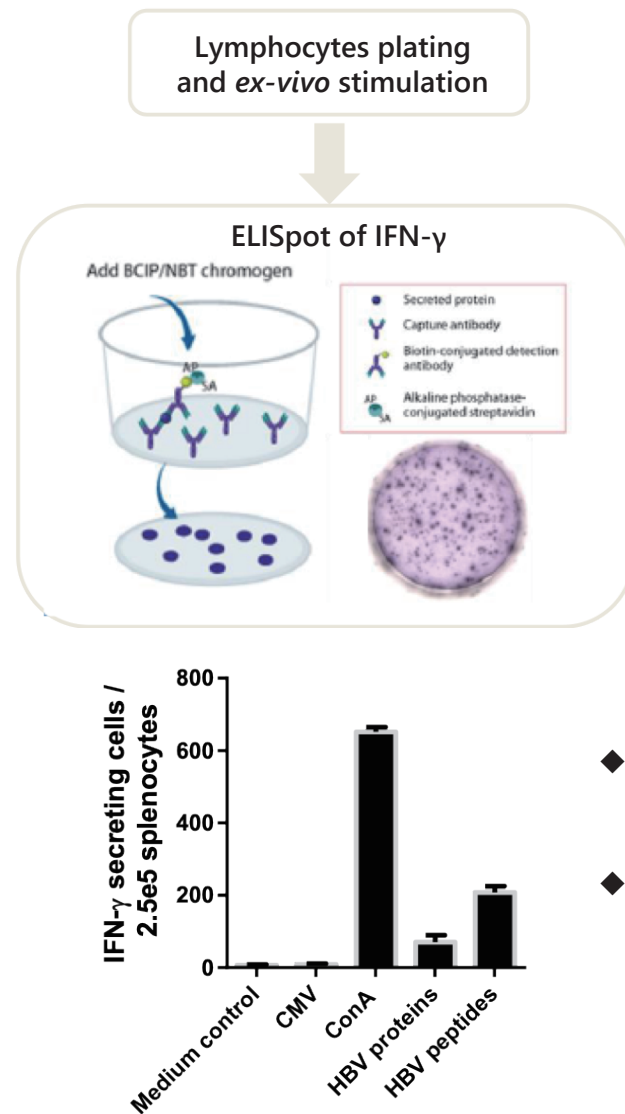 Lymphocytes plating
and ex-vivo stimulation
ELISpot of IFN-γ
Add BCIP/NBT chromogen
AP
SA
Secreted protein
Capture antibody
Biotin-conjugated detection
antibody
AP
SA
Alkaline phosphatase-
conjugated streptavidin
IFN-γ secreting cells /
2.5e5 splenocytes
800
600
400
200
0
Medium control
CMV
ConA
HBV proteins
HBV peptides